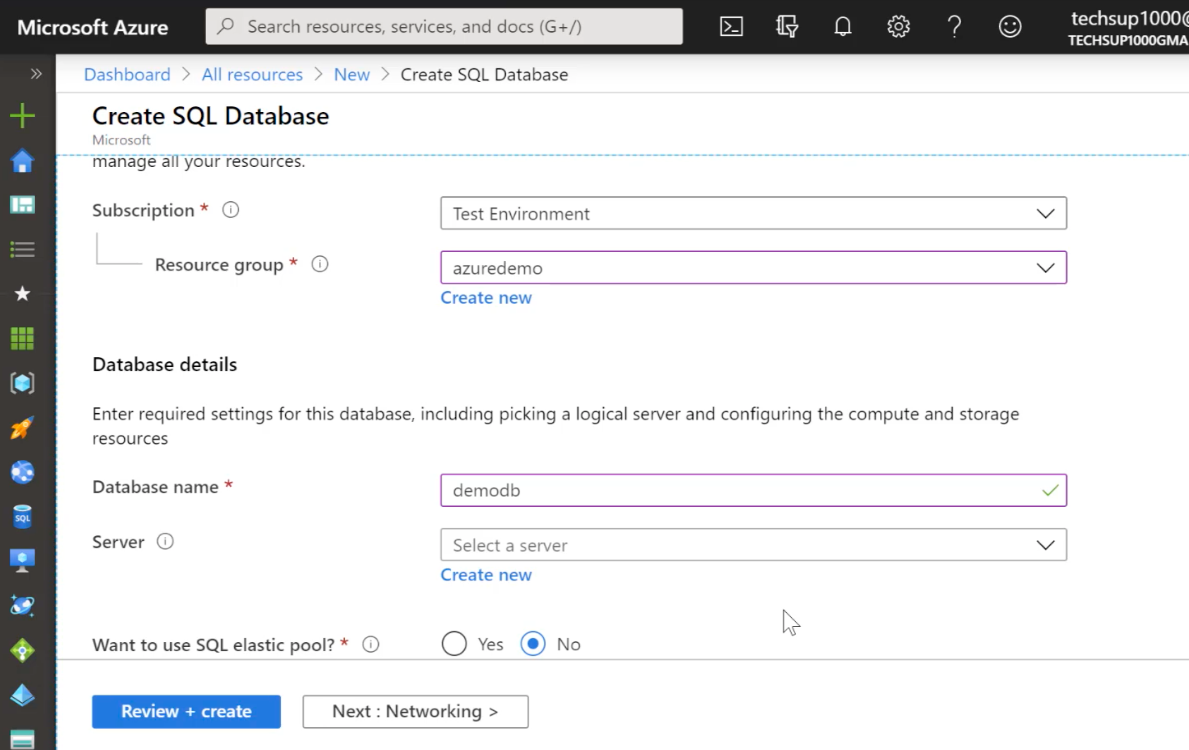 Microsoft Azure
Search resources, services, and docs (G+/)
techsup1000@
TECHSUP1000GMA
Dashboard > All resources > New > Create SQL Database
Create SQL Database
Microsoft
manage all your resources.
Subscription *
Test Environment
Resource group *
azuredemo
Create new
Database details
Enter required settings for this database, including picking a logical server and configuring the compute and storage
resources
Database name *
demodb
Server
Select a server
Create new
SQL
Want to use SQL elastic pool? *
Yes
No
Review + create
Next : Networking >